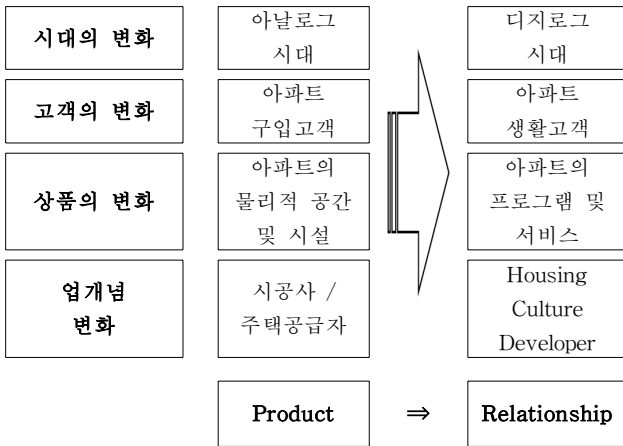 시대의 변화
아날로그
시대
디지로그
시대
고객의 변화
아파트
구입고객
아파트
생활고객
상품의 변화
아파트의
물리적 공간
및 시설
아파트의
프로그램 및
서비스
업개념
변화
시공사 /
주택공급자
Housing
Culture
Developer
Product ⇒ Relationship